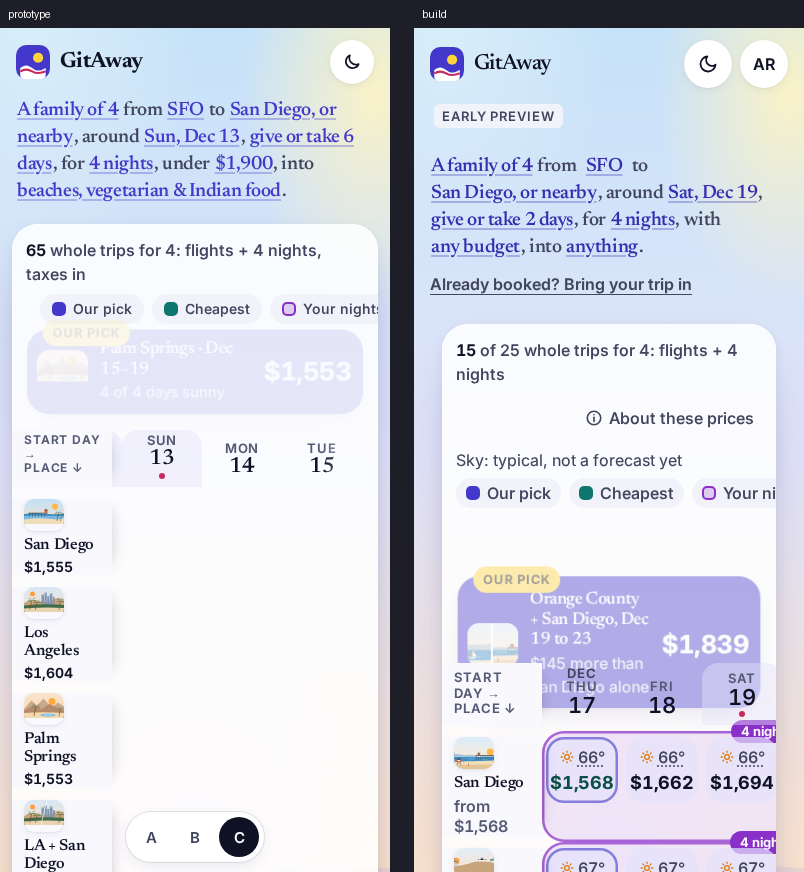 prototype
GitAway
A family of 4 from SFO to San Diego, or
nearby, around Sun, Dec 13, give or take 6
days, for 4 nights, under $1,900, into
beaches, vegetarian & Indian food.
65 whole trips for 4: flights + 4 nights,
taxes in
Our pick
Cheapest
Your nights
OUR PICK
Palm Springs · Dec
15–19
4 of 4 days sunny
$1,553
START DAY
→
PLACE ↓
SUN
13
MON
14
TUE
15
San Diego
$1,555
Los
Angeles
$1,604
Palm
Springs
$1,553
LA + San
Diego
A
B
C
build
GitAway
AR
EARLY PREVIEW
A family of 4 from SFO to
San Diego, or nearby, around Sat, Dec 19,
give or take 2 days, for 4 nights, with
any budget, into anything.
Already booked? Bring your trip in
15 of 25 whole trips for 4: flights + 4
nights
About these prices
Sky: typical, not a forecast yet
Our pick
Cheapest
Your ni
OUR PICK
Orange County
+ San Diego, Dec
19 to 23
$145 more than
San Diego alone
$1,839
START
DAY →
PLACE ↓
DEC
THU
17
FRI
18
SAT
19
4 nigh
San Diego
from
$1,568
66°
$1,568
66°
$1,662
66°
$1,694
4 nigh
67°
67°
67°